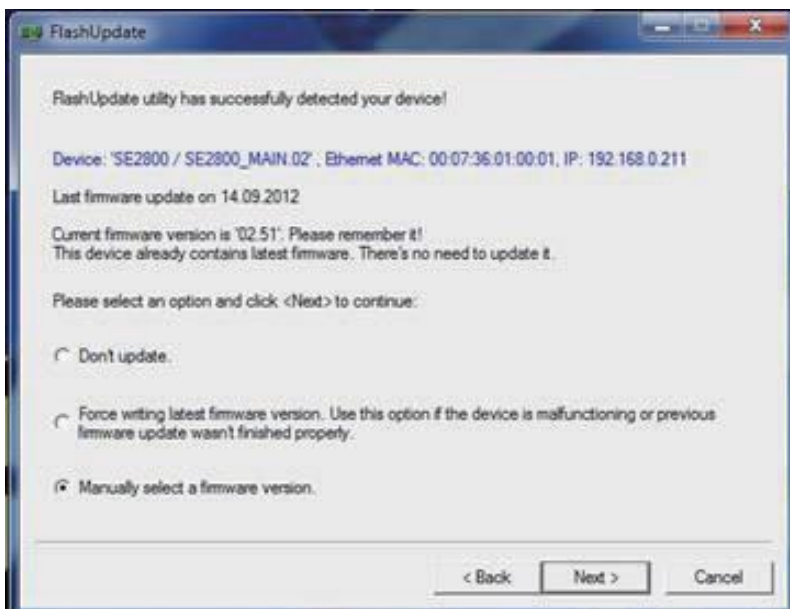 FlashUpdate
FlashUpdate utility has successfully detected your device!
Device: 'SE2800 / SE2800_MAIN.02' , Ethernet MAC: 00:07:36:01:00:01, IP: 192.168.0.211
Last firmware update on 14.09.2012
Current firmware version is '02.51'. Please remember it!
This device already contains latest firmware. There's no need to update it.
Please select an option and click <Next> to continue:
Don't update.
Force writing latest firmware version. Use this option if the device is malfunctioning or previous
firmware update wasn't finished properly.
Manually select a firmware version.
< Back Next > Cancel